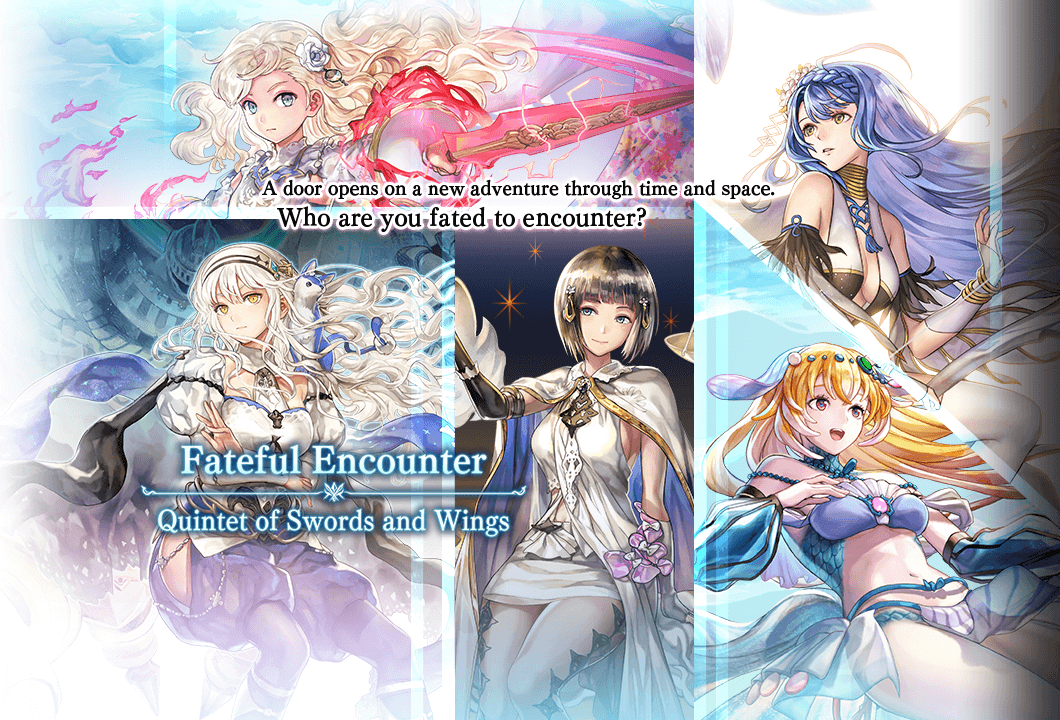 A door opens on a new adventure through time and space.
Who are you fated to encounter?
Fateful Encounter
Quintet of Swords and Wings